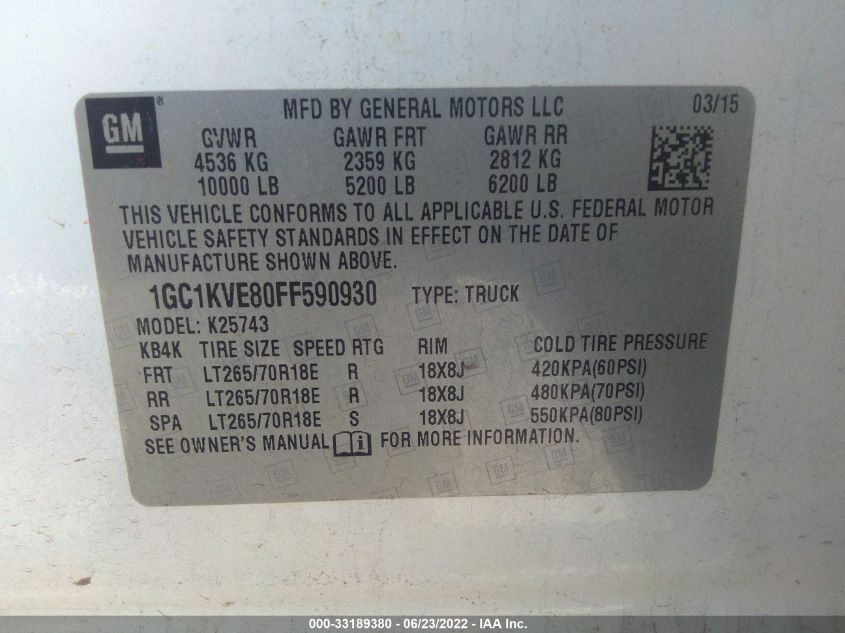 GM® MFD BY GENERAL MOTORS LLC 03/15
GVWR GAWR FRT GAWR RR
4536 KG 2359 KG 2812 KG
10000 LB 5200 LB 6200 LB
THIS VEHICLE CONFORMS TO ALL APPLICABLE U.S. FEDERAL MOTOR
VEHICLE SAFETY STANDARDS IN EFFECT ON THE DATE OF
MANUFACTURE SHOWN ABOVE.
1GC1KVE80FF590930 TYPE: TRUCK
MODEL: K25743
KB4K TIRE SIZE SPEED RTG RIM COLD TIRE PRESSURE
FRT LT265/70R18E R 18X8J 420KPA(60PSI)
RR LT265/70R18E R 18X8J 480KPA(70PSI)
SPA LT265/70R18E S 18X8J 550KPA(80PSI)
SEE OWNER'S MANUAL i FOR MORE INFORMATION.
000-33189380 - 06/23/2022 - IAA Inc.